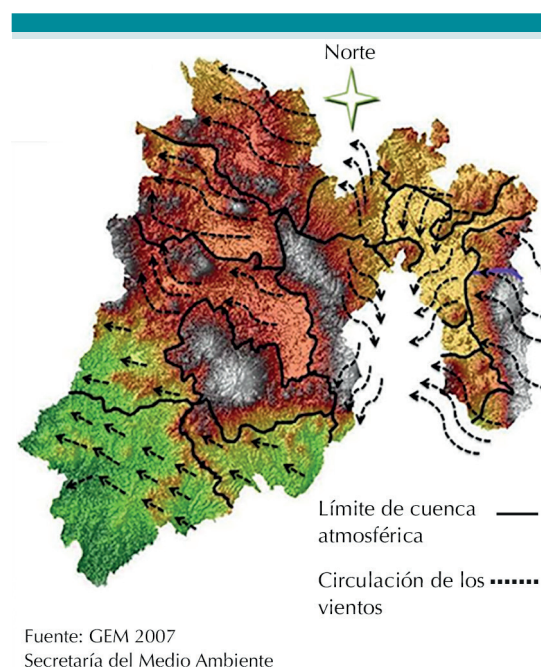 Norte
Límite de cuenca
atmosférica
Circulación de los
vientos
Fuente: GEM 2007
Secretaría del Medio Ambiente